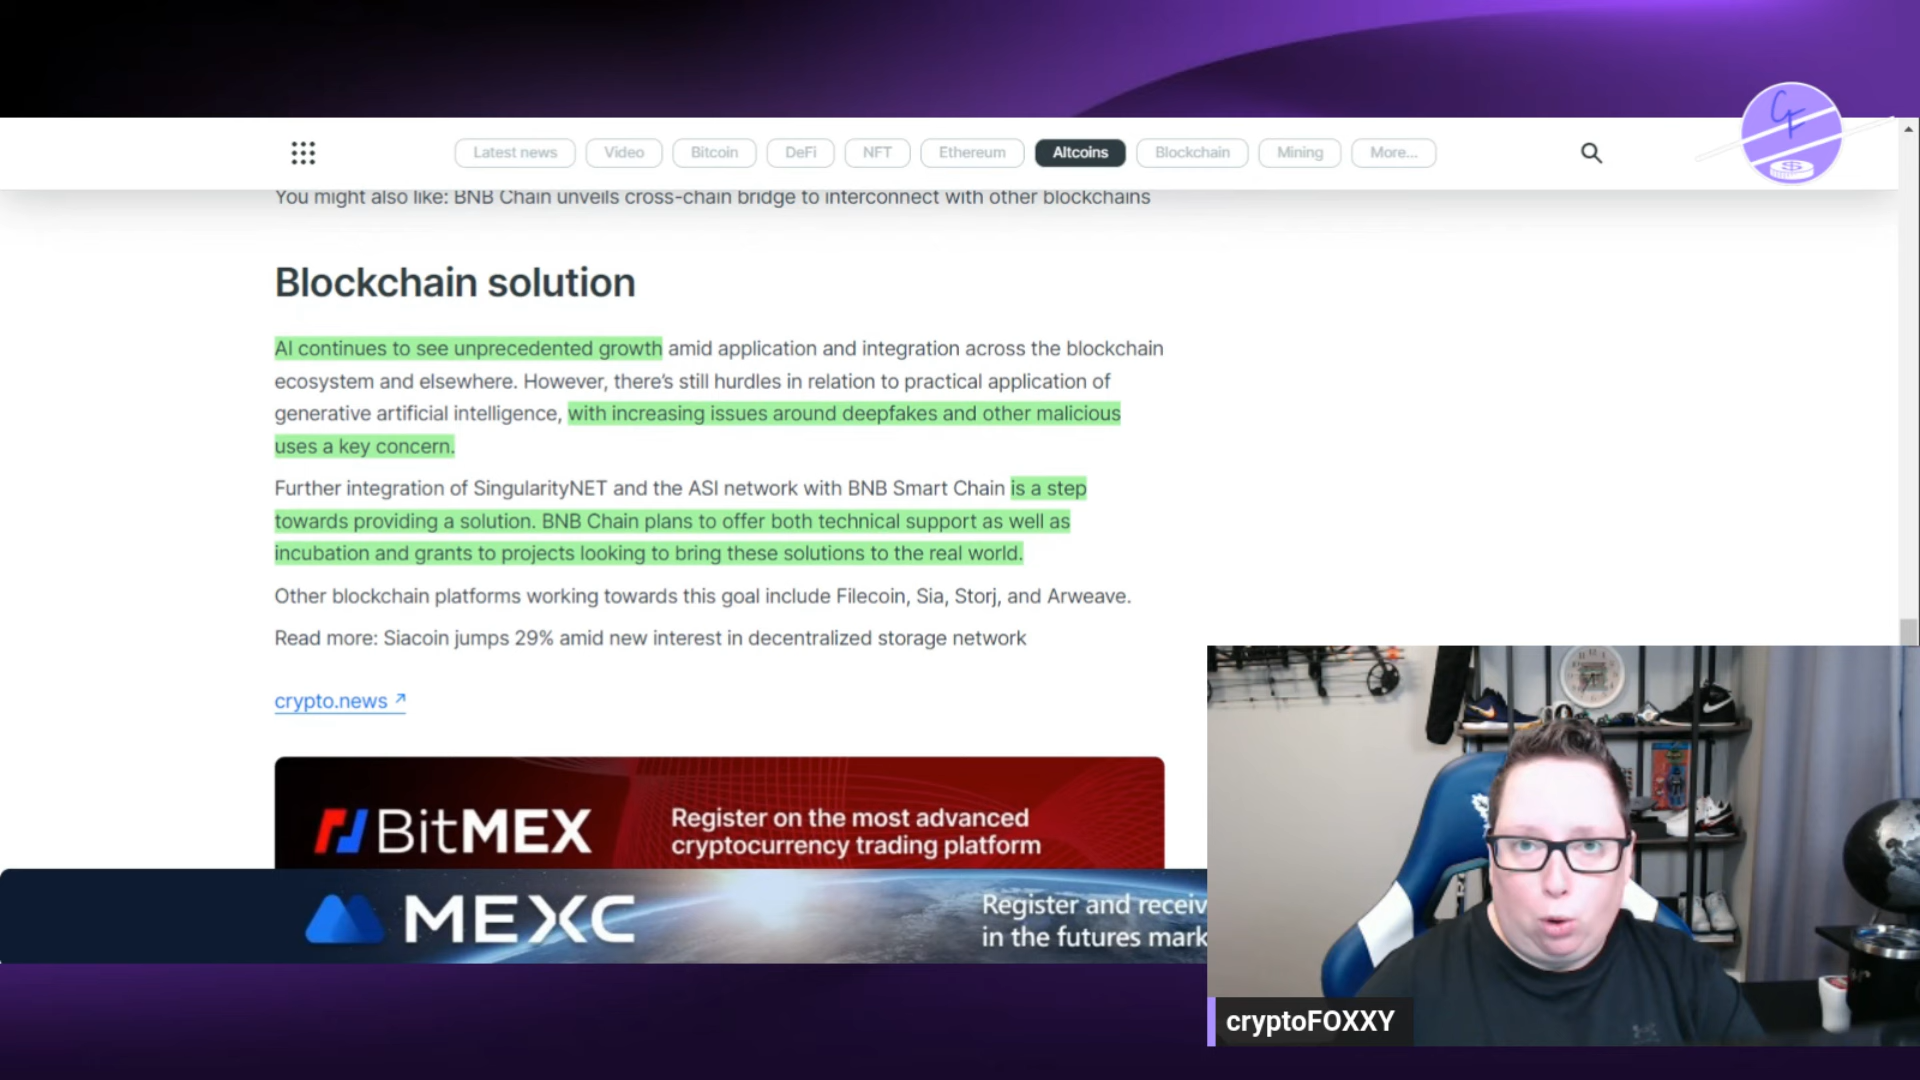 Latest news
Video
Bitcoin
DeFi
NFT
Ethereum
Altcoins
Blockchain
Mining
More...
CF
You might also like: BNB Chain unveils cross-chain bridge to interconnect with other blockchains
Blockchain solution
AI continues to see unprecedented growth amid application and integration across the blockchain
ecosystem and elsewhere. However, there's still hurdles in relation to practical application of
generative artificial intelligence, with increasing issues around deepfakes and other malicious
uses a key concern.
Further integration of SingularityNET and the ASI network with BNB Smart Chain is a step
towards providing a solution. BNB Chain plans to offer both technical support as well as
incubation and grants to projects looking to bring these solutions to the real world.
Other blockchain platforms working towards this goal include Filecoin, Sia, Storj, and Arweave.
Read more: Siacoin jumps 29% amid new interest in decentralized storage network
crypto.news
BitMEX
Register on the most advanced
cryptocurrency trading platform
MEXC
Register and receiv
in the futures mark
cryptoFOXXY